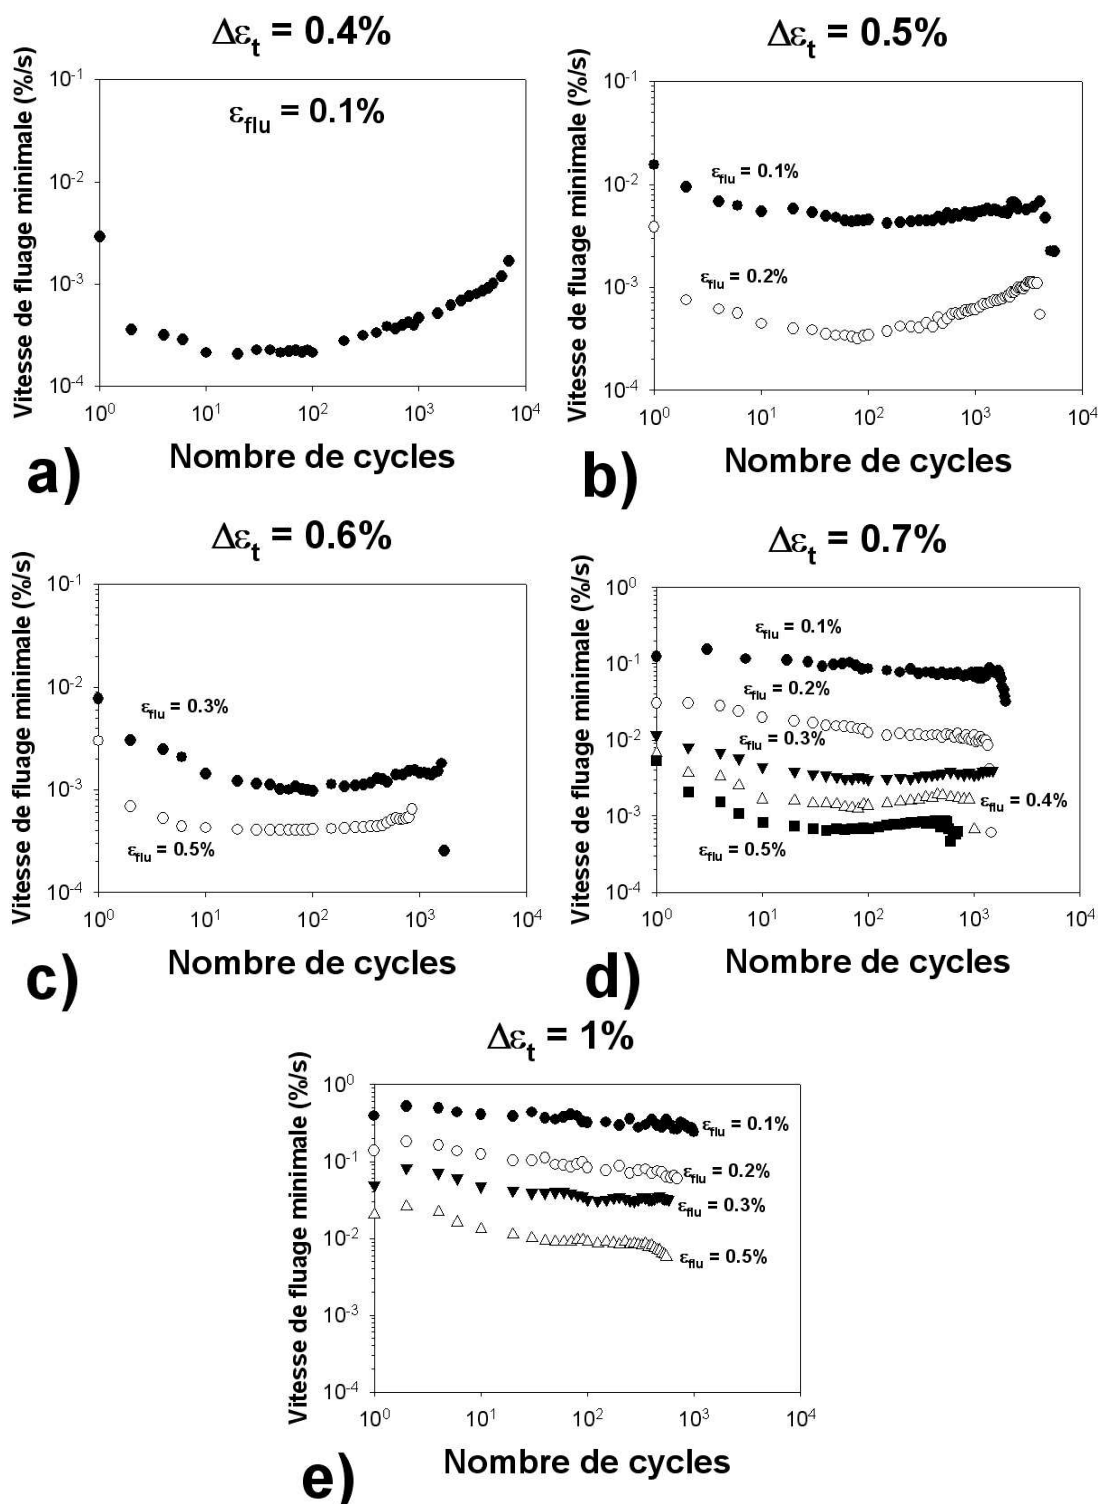 Δεt = 0.4%
Vitesse de fluage minimale (%/s)
εflu = 0.1%
10-1
10-2
10-3
10-4
100 101 102 103 104
Nombre de cycles
a)
Δεt = 0.5%
Vitesse de fluage minimale (%/s)
10-1
10-2
10-3
10-4
εflu = 0.1%
εflu = 0.2%
100 101 102 103 104
Nombre de cycles
b)
Δεt = 0.6%
Vitesse de fluage minimale (%/s)
10-1
10-2
10-3
10-4
εflu = 0.3%
εflu = 0.5%
100 101 102 103 104
Nombre de cycles
c)
Δεt = 0.7%
Vitesse de fluage minimale (%/s)
100
10-1
10-2
10-3
10-4
εflu = 0.1%
εflu = 0.2%
εflu = 0.3%
εflu = 0.4%
εflu = 0.5%
100 101 102 103 104
Nombre de cycles
d)
Δεt = 1%
Vitesse de fluage minimale (%/s)
100
10-1
10-2
10-3
10-4
εflu = 0.1%
εflu = 0.2%
εflu = 0.3%
εflu = 0.5%
100 101 102 103 104
Nombre de cycles
e)